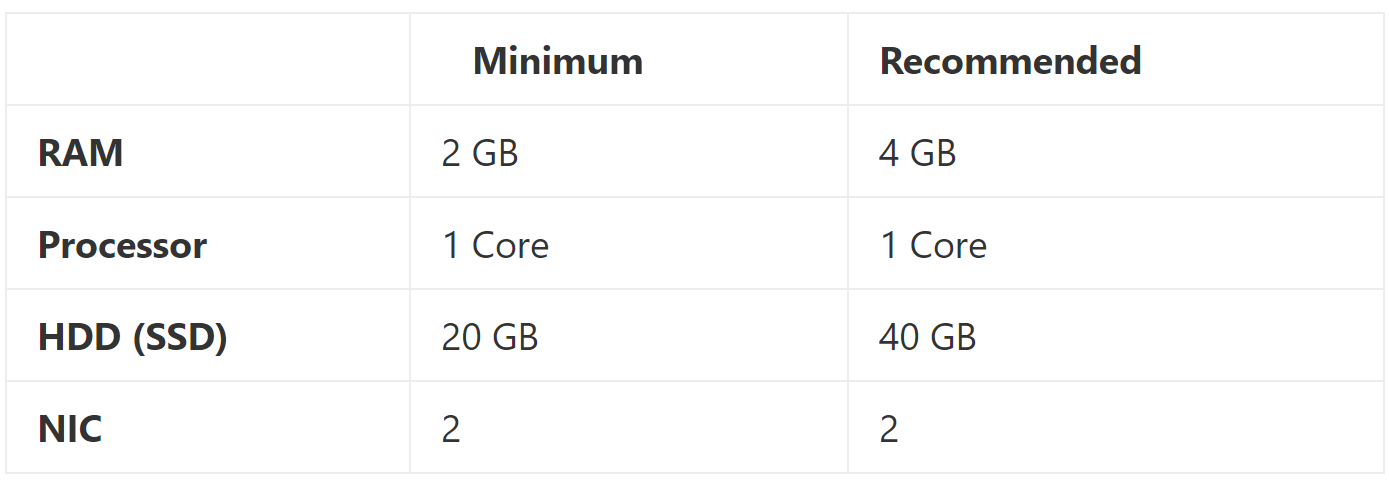 Minimum Recommended
RAM 2 GB 4 GB
Processor 1 Core 1 Core
HDD (SSD) 20 GB 40 GB
NIC 2 2